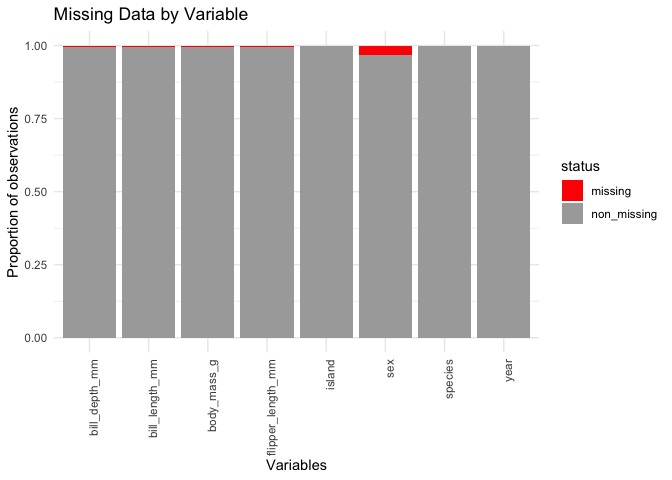 Missing Data by Variable
Proportion of observations
1.00
0.75
0.50
0.25
0.00
bill_depth_mm
bill_length_mm
body_mass_g
flipper_length_mm
island
sex
species
year
Variables
status
missing
non_missing